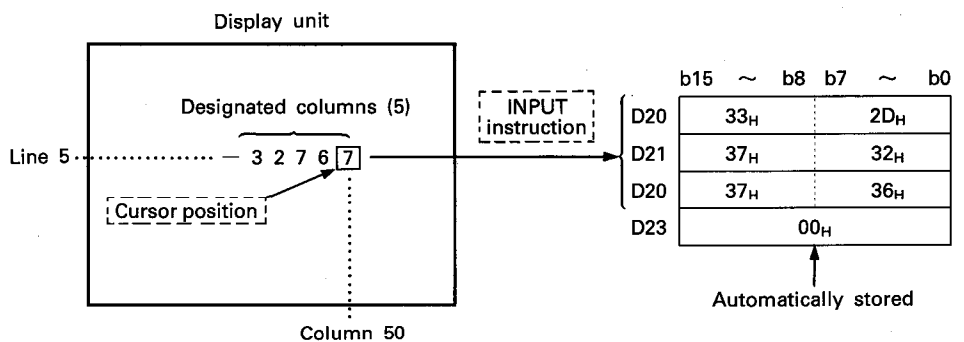 Display unit
Designated columns (5)
Line 5
— 3 2 7 6 7
Cursor position
Column 50
INPUT
instruction
b15 ~ b8 b7 ~ b0
D20 33H 2DH
D21 37H 32H
D20 37H 36H
D23 00H
Automatically stored